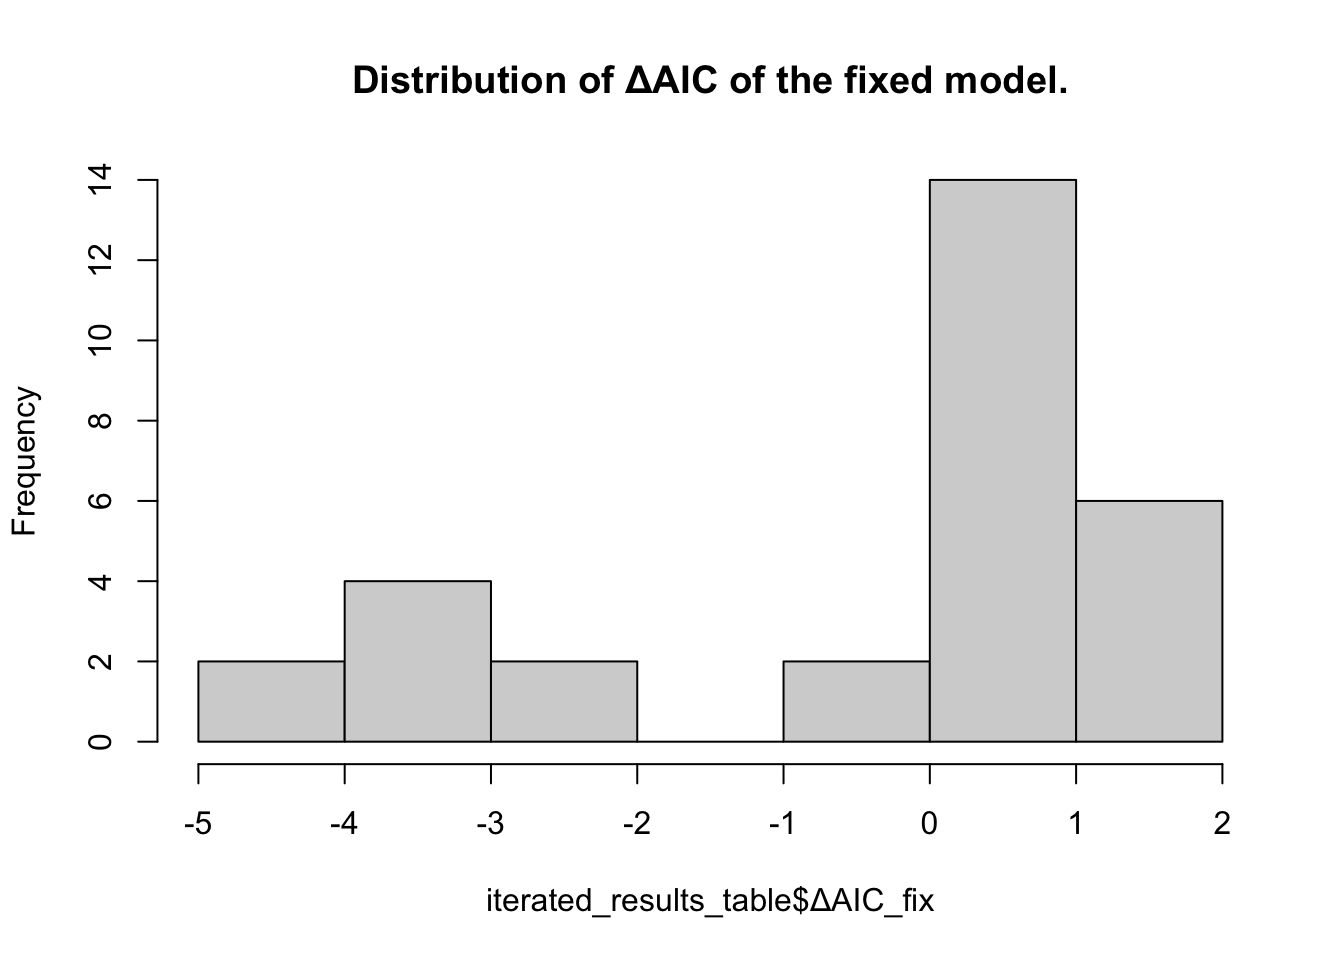 Distribution of ΔAIC of the fixed model.
Frequency
14
12
10
8
6
4
2
0
-5 -4 -3 -2 -1 0 1 2
iterated_results_table$ΔAIC_fix